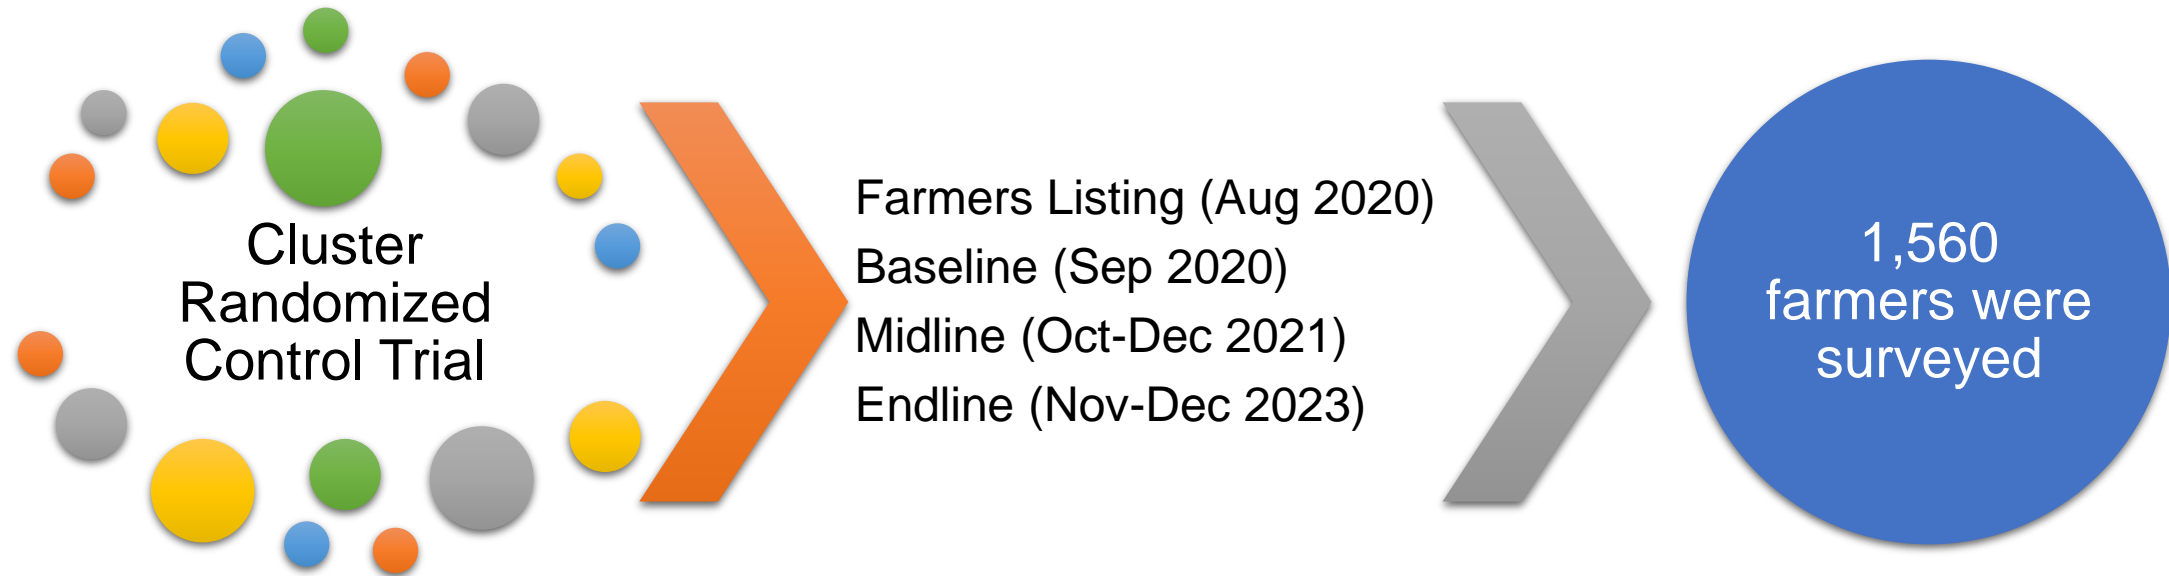 Cluster
Randomized
Control Trial
Farmers Listing (Aug 2020)
Baseline (Sep 2020)
Midline (Oct-Dec 2021)
Endline (Nov-Dec 2023)
1,560
farmers were
surveyed